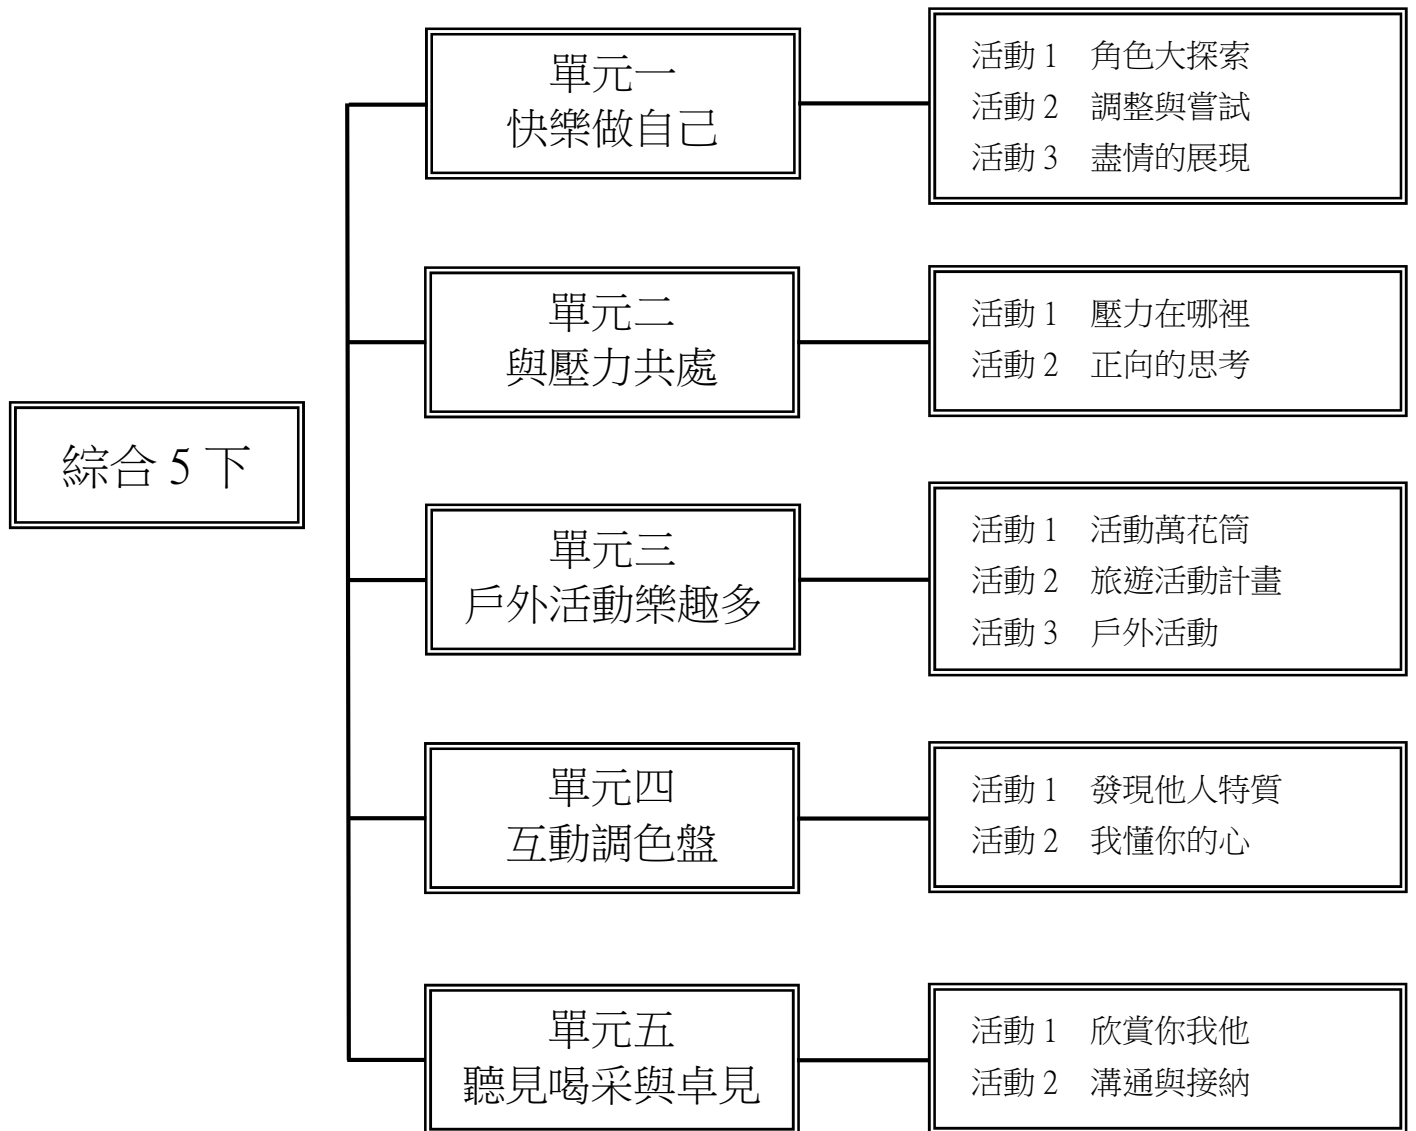 綜合 5 下
單元一
快樂做自己
活動 1　角色大探索
活動 2　調整與嘗試
活動 3　盡情的展現
單元二
與壓力共處
活動 1　壓力在哪裡
活動 2　正向的思考
單元三
戶外活動樂趣多
活動 1　活動萬花筒
活動 2　旅遊活動計畫
活動 3　戶外活動
單元四
互動調色盤
活動 1　發現他人特質
活動 2　我懂你的心
單元五
聽見喝采與卓見
活動 1　欣賞你我他
活動 2　溝通與接納